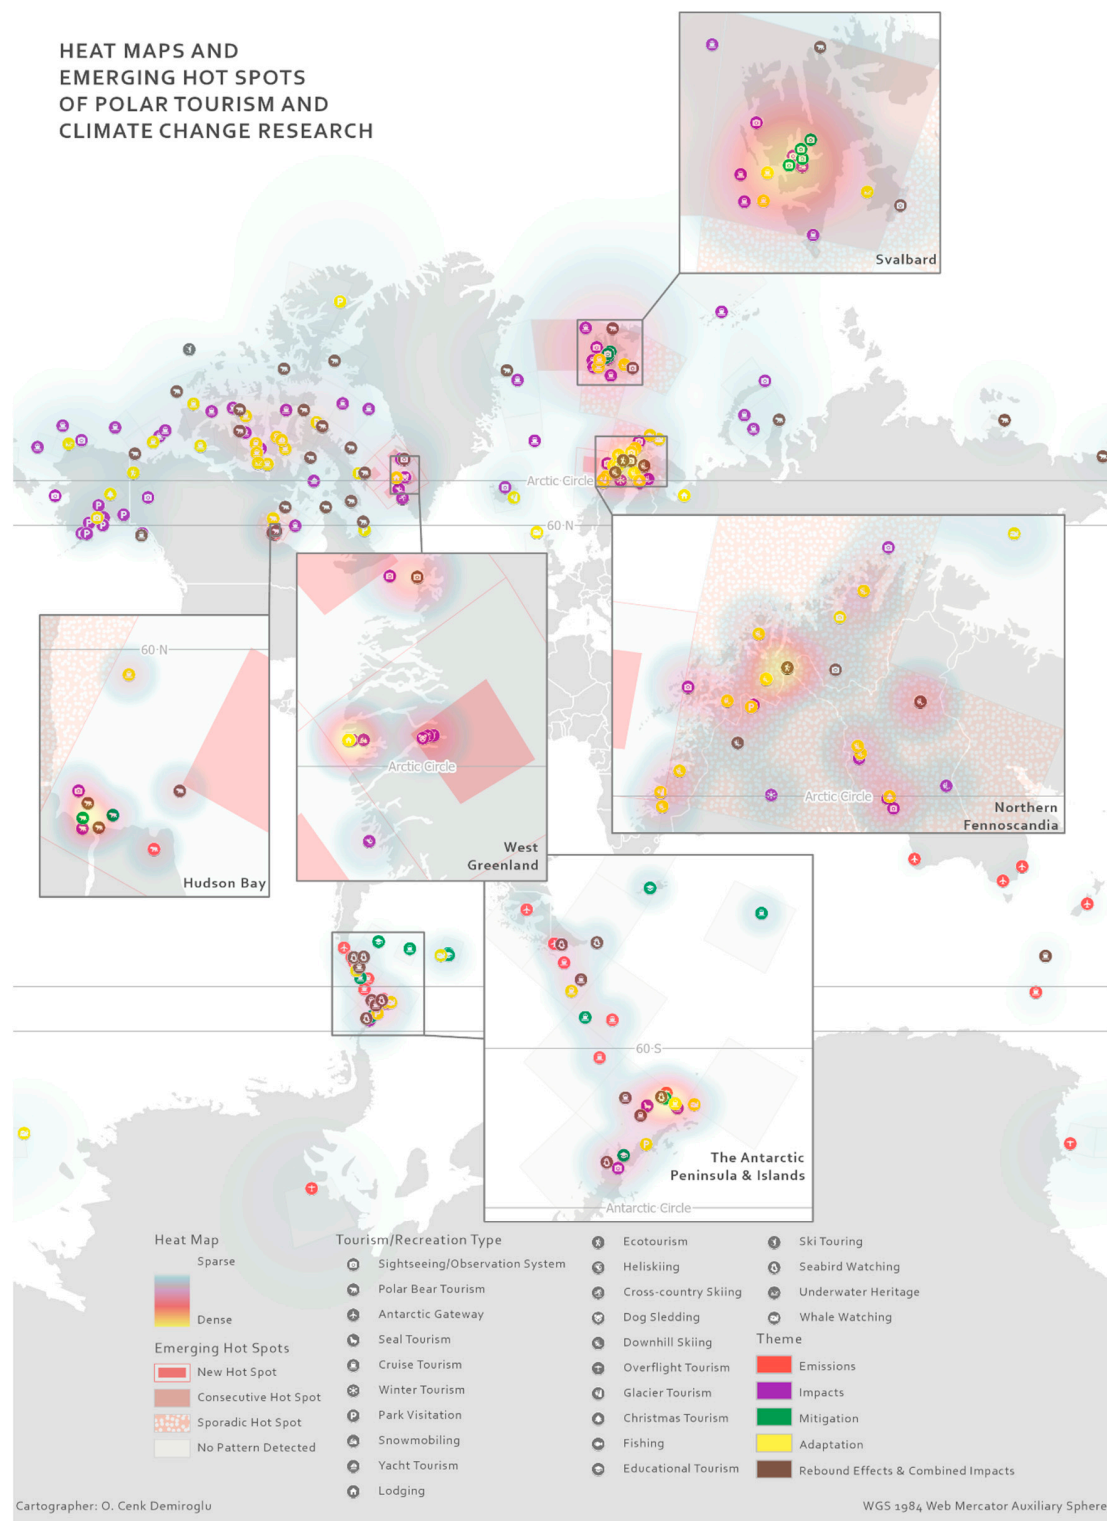 HEAT MAPS AND
EMERGING HOT SPOTS
OF POLAR TOURISM AND
CLIMATE CHANGE RESEARCH
Svalbard
Arctic Circle
60 N
60 N
Hudson Bay
Arctic Circle
West
Greenland
Arctic Circle
Northern
Fennoscandia
60 S
The Antarctic
Peninsula & Islands
Antarctic Circle
Heat Map
Sparse
Dense
Emerging Hot Spots
New Hot Spot
Consecutive Hot Spot
Sporadic Hot Spot
No Pattern Detected
Tourism/Recreation Type
Sightseeing/Observation System
Polar Bear Tourism
Antarctic Gateway
Seal Tourism
Cruise Tourism
Winter Tourism
Park Visitation
Snowmobiling
Yacht Tourism
Lodging
Ecotourism
Heliskiing
Cross-country Skiing
Dog Sledding
Downhill Skiing
Overflight Tourism
Glacier Tourism
Christmas Tourism
Fishing
Educational Tourism
Ski Touring
Seabird Watching
Underwater Heritage
Whale Watching
Theme
Emissions
Impacts
Mitigation
Adaptation
Rebound Effects & Combined Impacts
Cartographer: O. Cenk Demiroglu
WGS 1984 Web Mercator Auxiliary Sphere